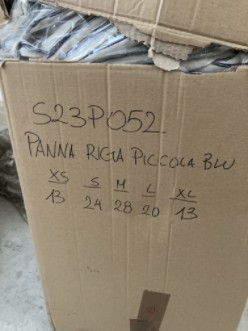 S23P052
PANNA RIGA PICCOLA BLU
XS S M L XL
13 24 28 20 13